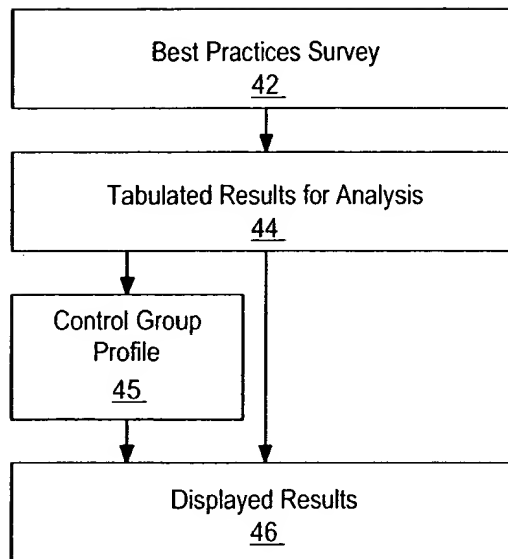 Best Practices Survey
42
Tabulated Results for Analysis
44
Control Group
Profile
45
Displayed Results
46